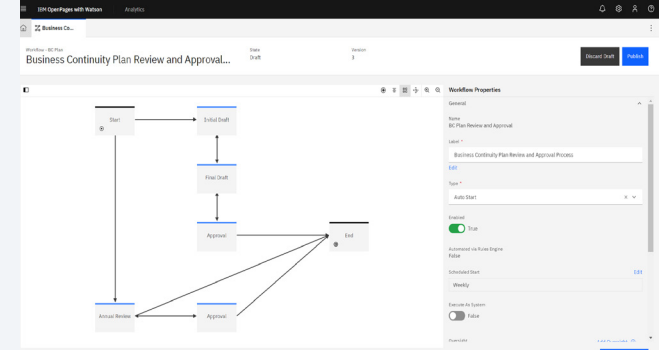 IBM OpenPages with Watson
Analytics
Business Co...
Workflow - BC Plan
Business Continuity Plan Review and Approval...
State
Draft
Version
3
Discard Draft
Publish
Workflow Properties
General
Name
BC Plan Review and Approval
Label *
Business Continuity Plan Review and Approval Process
Edit
Type *
Auto Start
Enabled
True
Automated via Rules Engine
False
Scheduled Start
Edit
Weekly
Execute As System
False
Start
Initial Draft
Final Draft
Approval
End
Annual Review
Approval